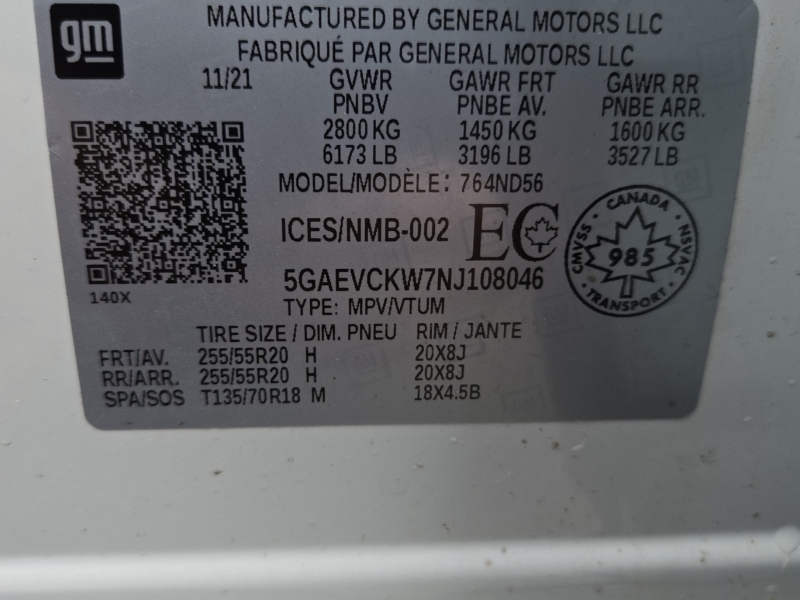 gm
MANUFACTURED BY GENERAL MOTORS LLC
FABRIQUÉ PAR GENERAL MOTORS LLC
11/21 GVWR GAWR FRT GAWR RR
PNBV PNBE AV. PNBE ARR.
2800 KG 1450 KG 1600 KG
6173 LB 3196 LB 3527 LB
MODEL/MODÈLE: 764ND56
ICES/NMB-002 EC
CANADA
CMVSS · NSVAC
985
TRANSPORT
5GAEVCKW7NJ108046
140X
TYPE: MPV/VTUM
TIRE SIZE / DIM. PNEU RIM / JANTE
FRT/AV. 255/55R20 H 20X8J
RR/ARR. 255/55R20 H 20X8J
SPA/SOS T135/70R18 M 18X4.5B